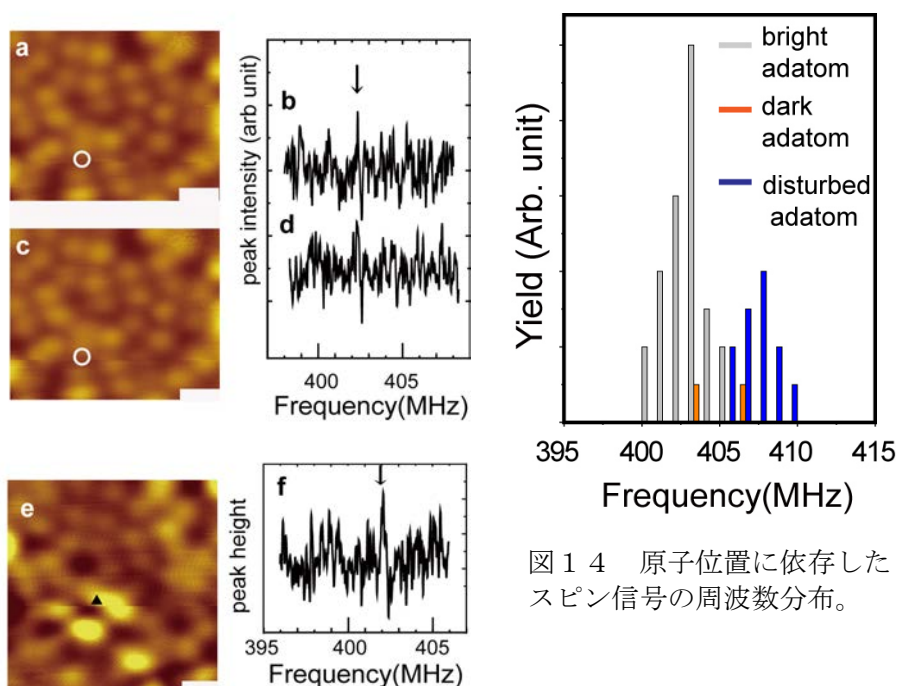 a
b
c
d
peak intensity (arb unit)
400 405
Frequency(MHz)
e
f
peak height
395 400 405
Frequency(MHz)
bright
adatom
dark
adatom
disturbed
adatom
Yield (Arb. unit)
395 400 405 410 415
Frequency(MHz)
図１４　原子位置に依存した
スピン信号の周波数分布。